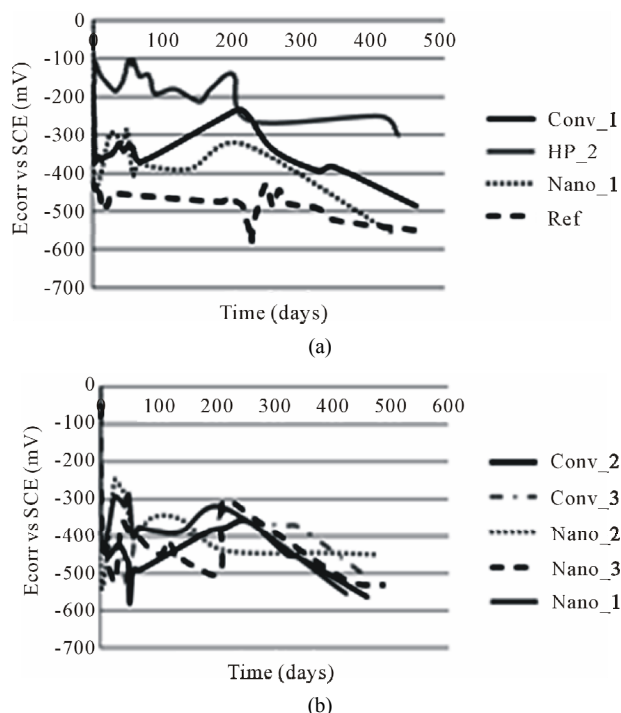 0
0 100 200 300 400 500
-100
-200
-300
-400
-500
-600
-700
Ecorr vs SCE (mV)
Time (days)
Conv_1
HP_2
Nano_1
Ref
(a)
0
0 100 200 300 400 500 600
-100
-200
-300
-400
-500
-600
-700
Ecorr vs SCE (mV)
Time (days)
Conv_2
Conv_3
Nano_2
Nano_3
Nano_1
(b)